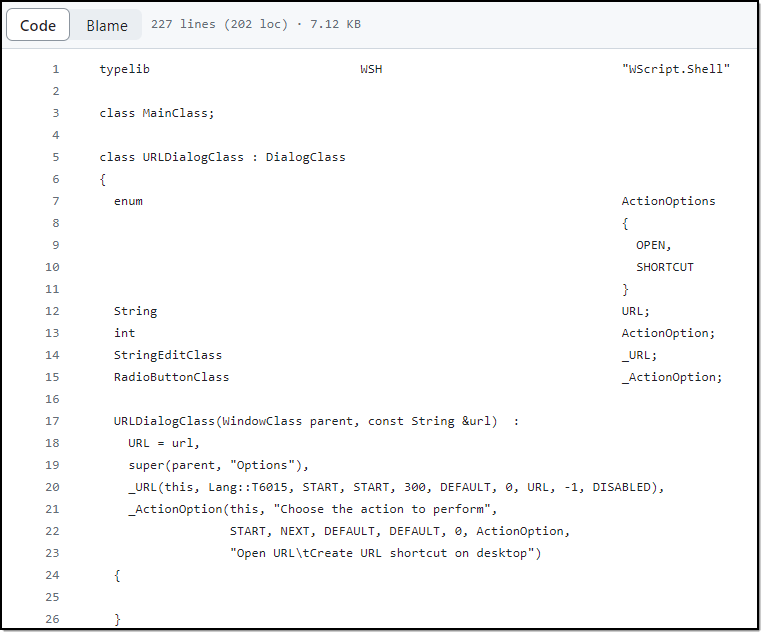 Code Blame 227 lines (202 loc) · 7.12 KB
1 typelib WSH "WScript.Shell"
2
3 class MainClass;
4
5 class URLDialogClass : DialogClass
6 {
7 enum ActionOptions
8 {
9 OPEN,
10 SHORTCUT
11 }
12 String URL;
13 int ActionOption;
14 StringEditClass _URL;
15 RadioButtonClass _ActionOption;
16
17 URLDialogClass(WindowClass parent, const String &url)  :
18 URL = url,
19 super(parent, "Options"),
20 _URL(this, Lang::T6015, START, START, 300, DEFAULT, 0, URL, -1, DISABLED),
21 _ActionOption(this, "Choose the action to perform",
22 START, NEXT, DEFAULT, DEFAULT, 0, ActionOption,
23 "Open URL\tCreate URL shortcut on desktop")
24 {
25
26 }